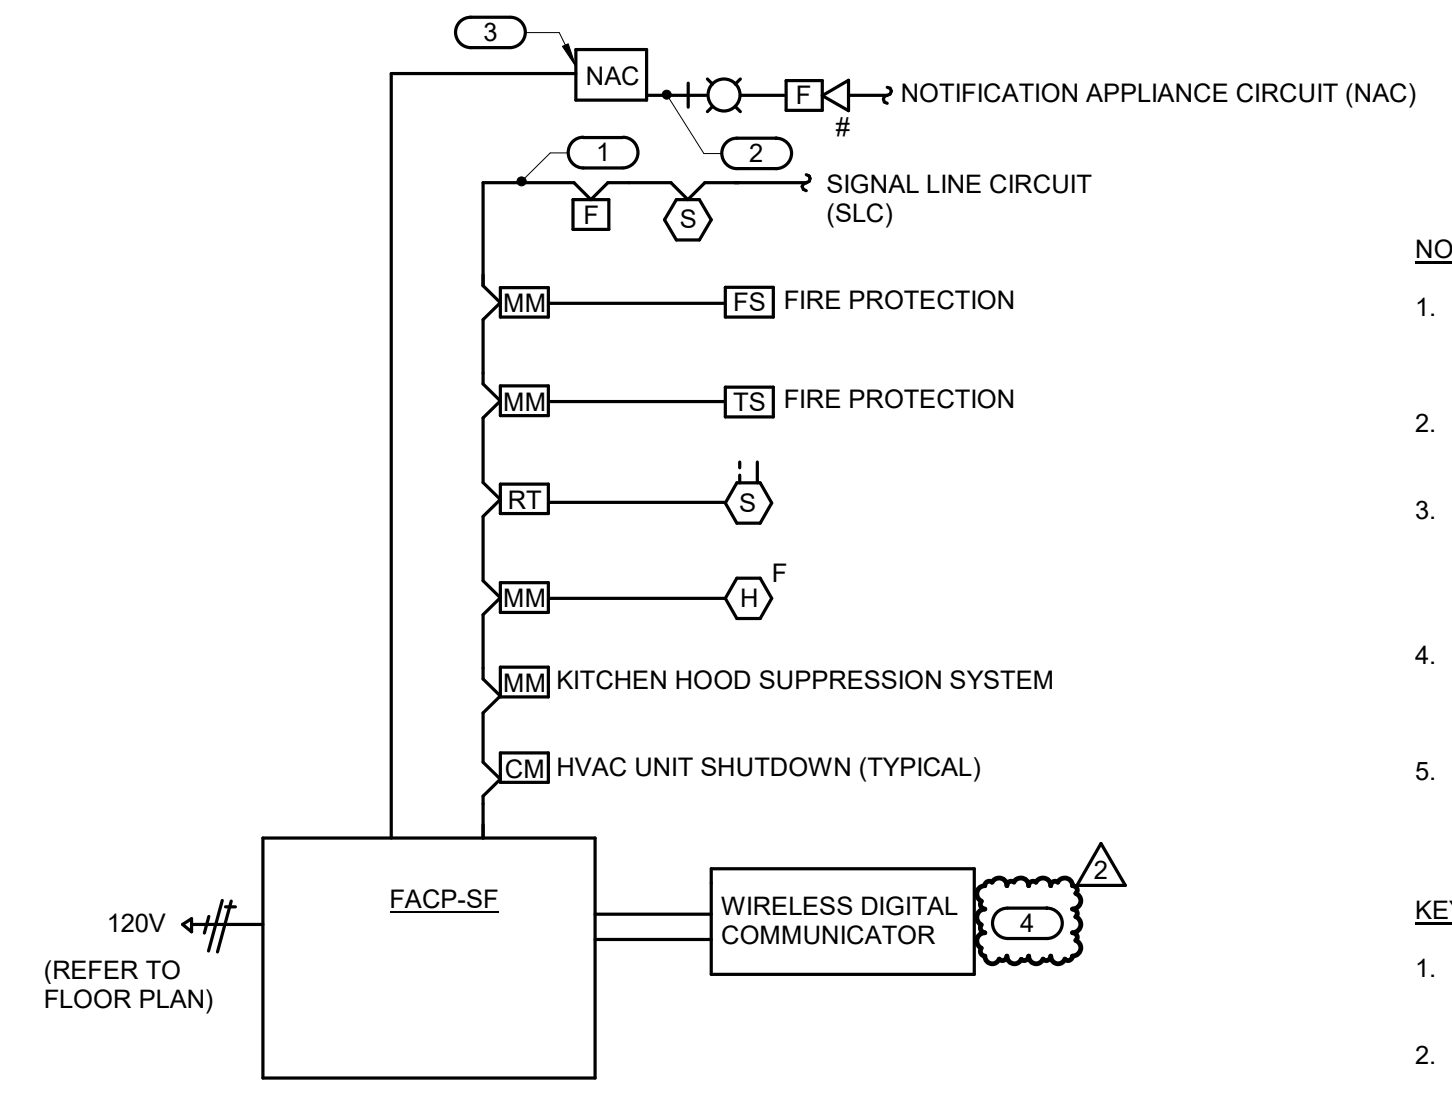 3
NAC
F
#
NOTIFICATION APPLIANCE CIRCUIT (NAC)
1
2
F
S
SIGNAL LINE CIRCUIT
(SLC)
MM
FS FIRE PROTECTION
MM
TS FIRE PROTECTION
RT
S
MM
H
F
MM KITCHEN HOOD SUPPRESSION SYSTEM
CM HVAC UNIT SHUTDOWN (TYPICAL)
FACP-SF
120V
(REFER TO
FLOOR PLAN)
WIRELESS DIGITAL
COMMUNICATOR
4
2
NO
1.
2.
3.
4.
5.
KE
1.
2.